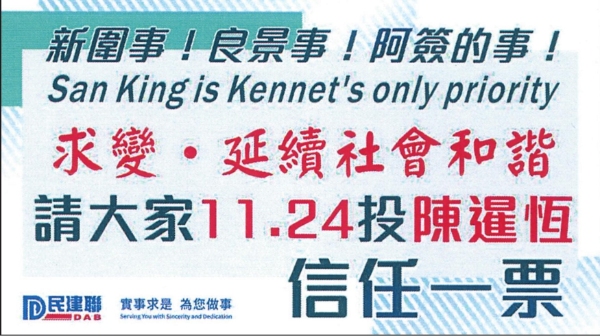 新圍事！良景事！阿簽的事！
San King is Kennet's only priority
求變・延續社會和諧
請大家11.24投陳暹恆
信任一票
民建聯
DAB
實事求是 為您做事
Serving You with Sincerity and Dedication